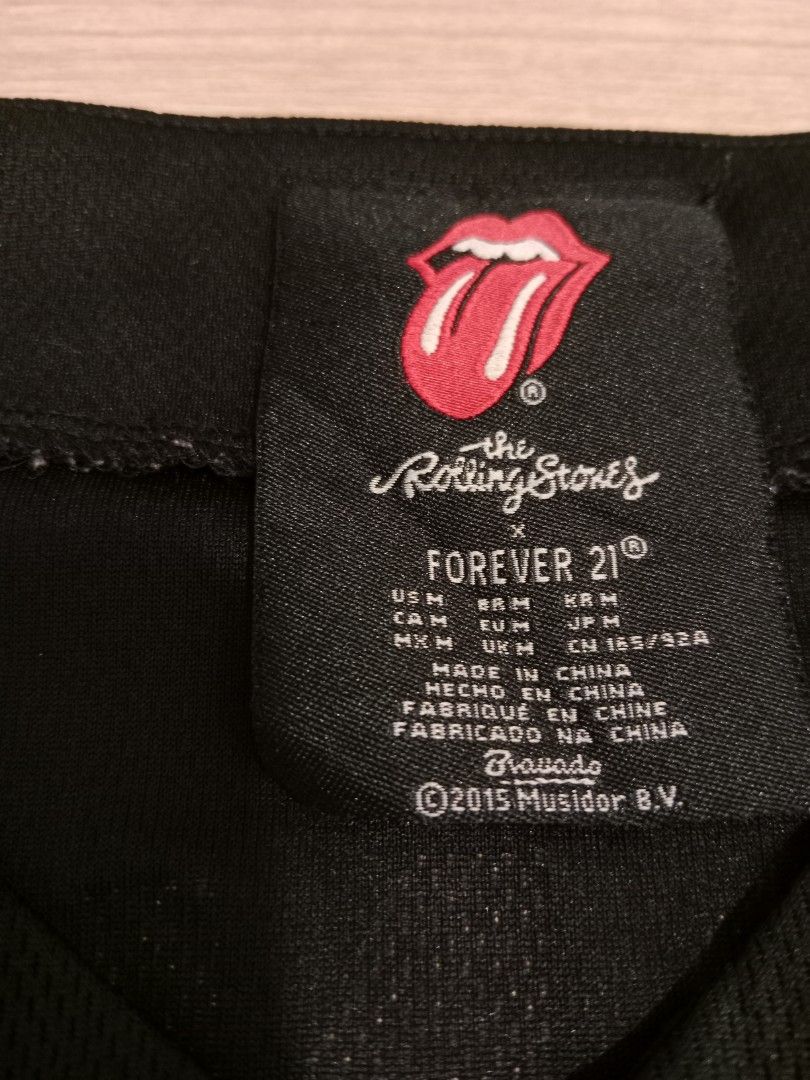 ®
the
Rolling Stones
x
FOREVER 21®
US M BR M KR M
CA M EU M JP M
MX M UK M CN 165/92A
MADE IN CHINA
HECHO EN CHINA
FABRIQUÉ EN CHINE
FABRICADO NA CHINA
Bravado
©2015 Musidor B.V.